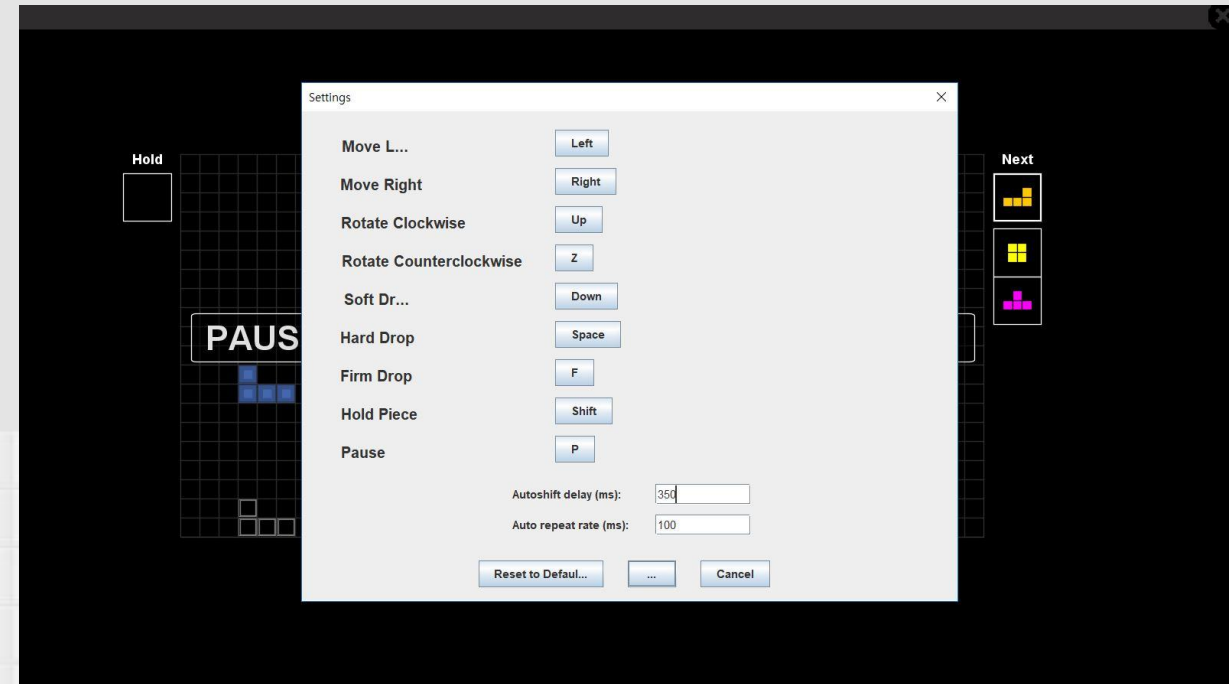 Settings
Move L...
Left
Move Right
Right
Rotate Clockwise
Up
Rotate Counterclockwise
Z
Soft Dr...
Down
Hard Drop
Space
Firm Drop
F
Hold Piece
Shift
Pause
P
Autoshift delay (ms):
350
Auto repeat rate (ms):
100
Reset to Defaul...
...
Cancel
Hold
PAUS
Next